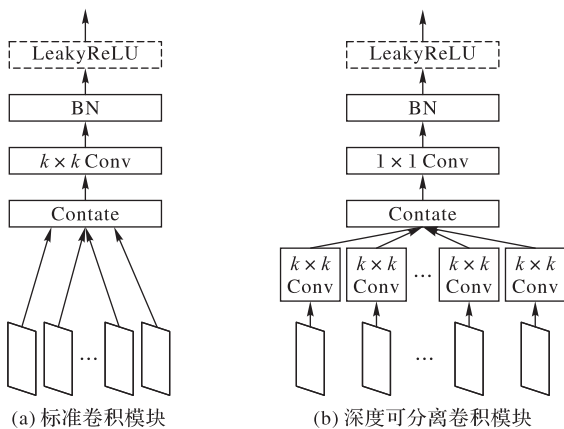 LeakyReLU
BN
k × k Conv
Contate
...
(a) 标准卷积模块
LeakyReLU
BN
1 × 1 Conv
Contate
k × k
Conv
k × k
Conv
...
k × k
Conv
k × k
Conv
...
(b) 深度可分离卷积模块